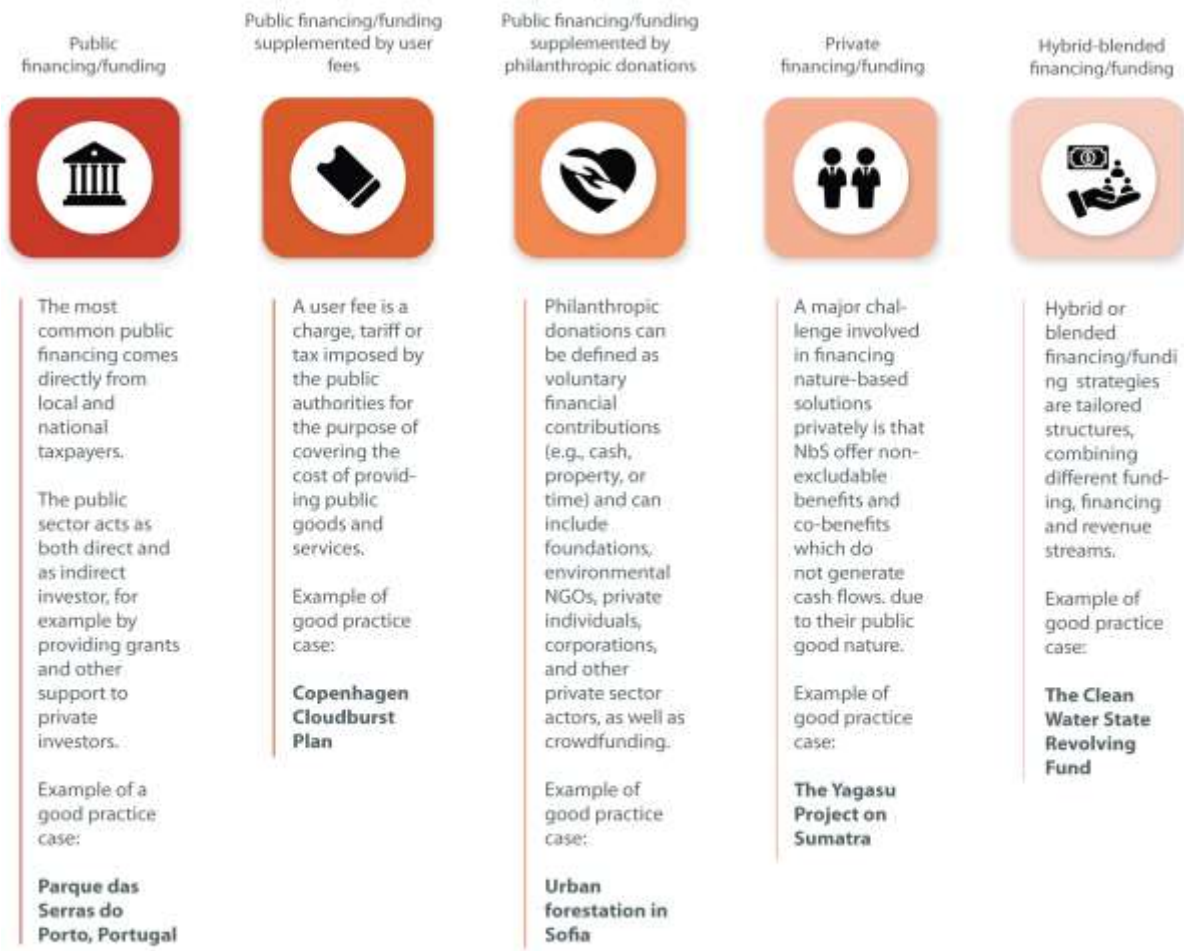 Public
financing/funding
The most
common public
financing comes
directly from
local and
national
taxpayers.
The public
sector acts as
both direct and
as indirect
investor, for
example by
providing grants
and other
support to
private
investors.
Example of a
good practice
case:
Parque das
Serras do
Porto, Portugal
Public financing/funding
supplemented by user
fees
A user fee is a
charge, tariff or
tax imposed by
the public
authorities for
the purpose of
covering the
cost of provid-
ing public
goods and
services.
Example of
good practice
case:
Copenhagen
Cloudburst
Plan
Public financing/funding
supplemented by
philanthropic donations
Philanthropic
donations can
be defined as
voluntary
financial
contributions
(e.g., cash,
property, or
time) and can
include
foundations,
environmental
NGOs, private
individuals,
corporations,
and other
private sector
actors, as well as
crowdfunding.
Example of
good practice
case:
Urban
forestation in
Sofia
Private
financing/funding
A major chal-
lenge involved
in financing
nature-based
solutions
privately is that
NbS offer non-
excludable
benefits and
co-benefits
which do
not generate
cash flows. due
to their public
good nature.
Example of
good practice
case:
The Yagasu
Project on
Sumatra
Hybrid-blended
financing/funding
Hybrid or
blended
financing/fundi
ng strategies
are tailored
structures,
combining
different fund-
ing, financing
and revenue
streams.
Example of
good practice
case:
The Clean
Water State
Revolving
Fund